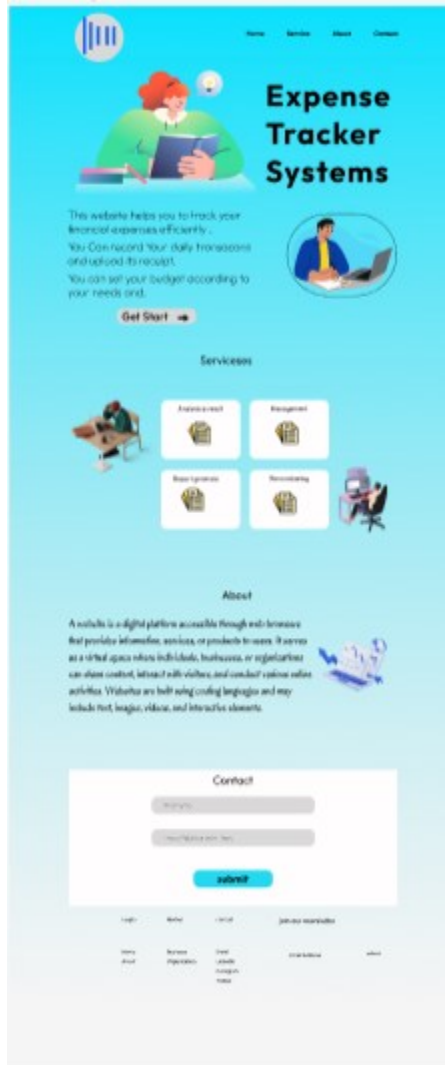 Home Service About Contact
Expense
Tracker
Systems
This website helps you to track your
financial expenses efficiently .
You Can record Your daily transacions
and upload its receipt.
You can set your budget according to
your needs and.
Get Start
Serviceses
Management
About
A website is a digital platform accessible through web browsers
that provides information, services, or products to users. It serves
as a virtual space where individuals, businesses, or organizations
can share content, interact with visitors, and conduct various online
activities. Websites are built using coding languages and may
include text, images, videos, and interactive elements.
Contact
submit